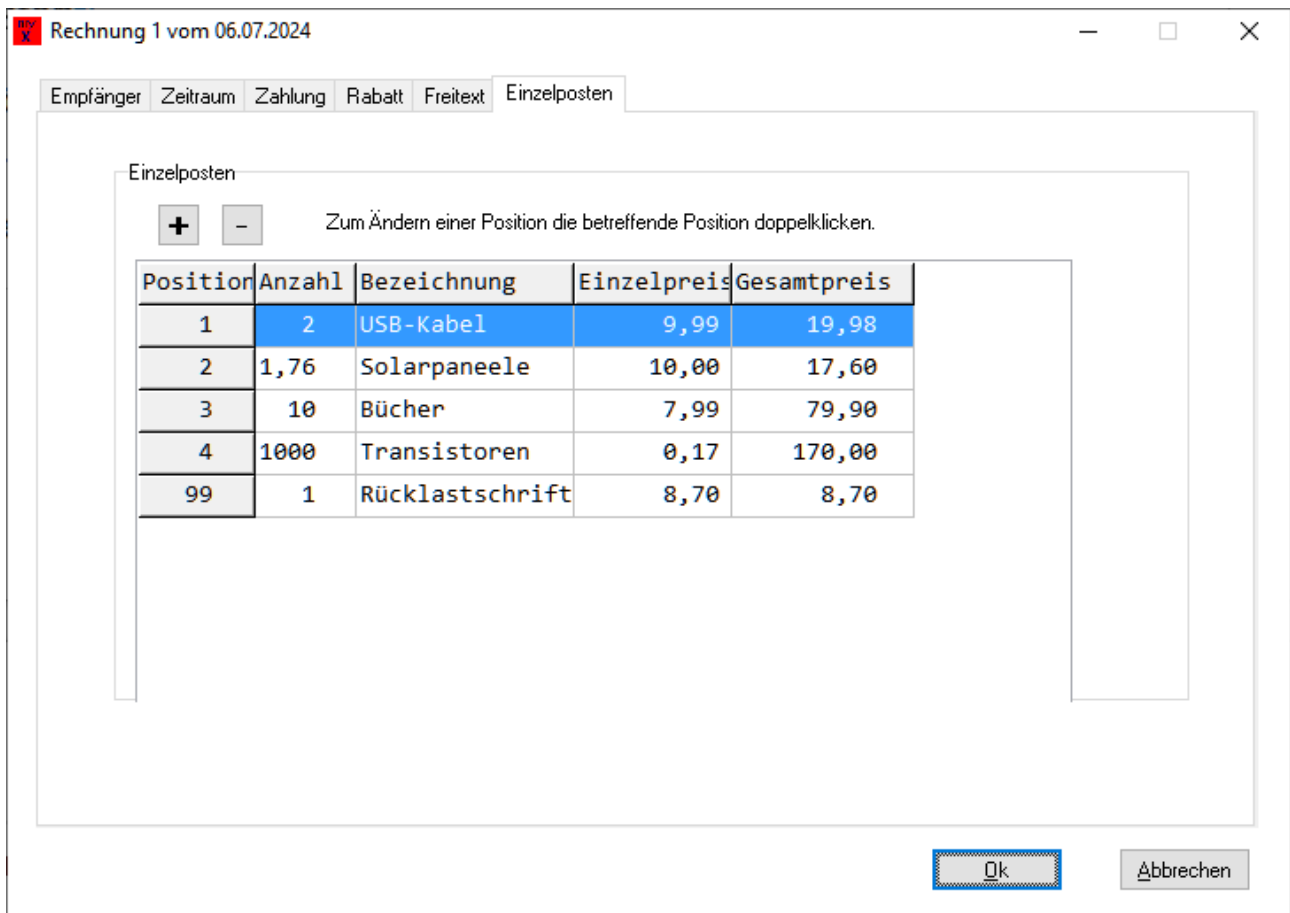 Rechnung 1 vom 06.07.2024
Empfänger Zeitraum Zahlung Rabatt Freitext Einzelposten
Einzelposten
+ - Zum Ändern einer Position die betreffende Position doppelklicken.
Position Anzahl Bezeichnung Einzelpreis Gesamtpreis
1 2 USB-Kabel 9,99 19,98
2 1,76 Solarpaneele 10,00 17,60
3 10 Bücher 7,99 79,90
4 1000 Transistoren 0,17 170,00
99 1 Rücklastschrift 8,70 8,70
Ok Abbrechen